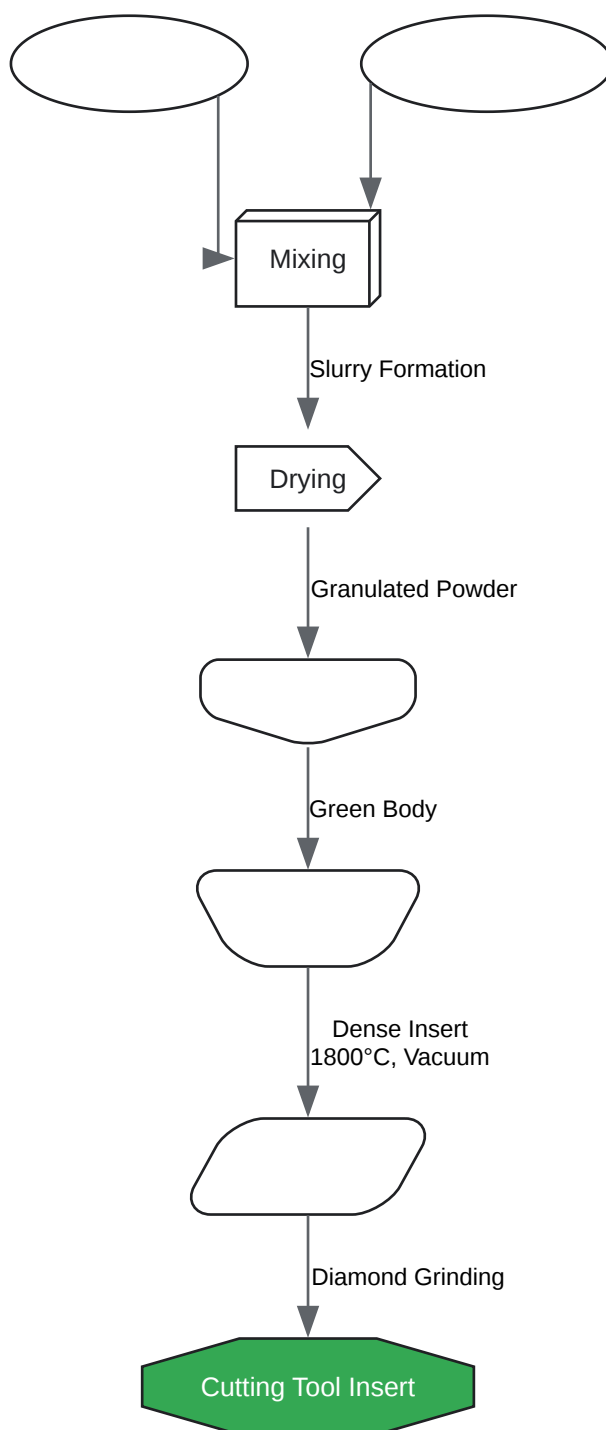 Mixing
Slurry Formation
Drying
Granulated Powder
Green Body
Dense Insert
1800°C, Vacuum
Diamond Grinding
Cutting Tool Insert